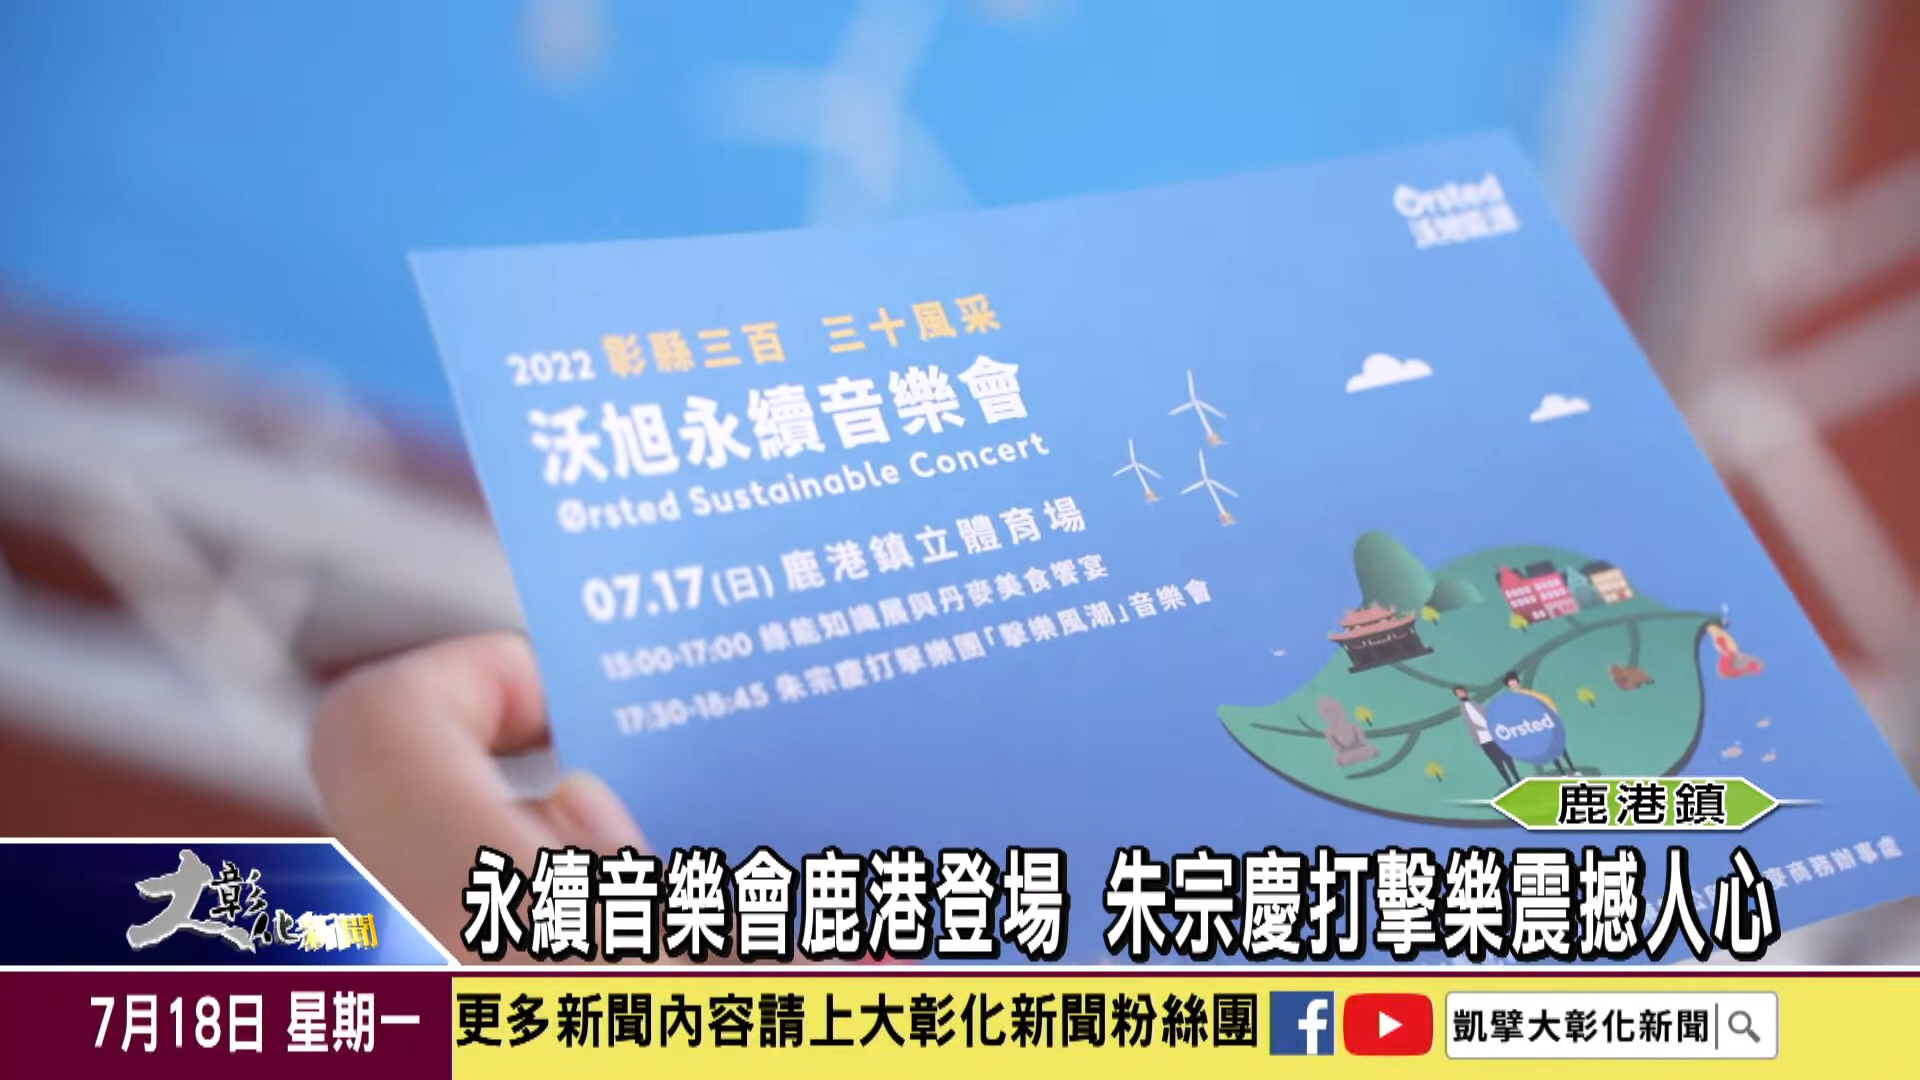 Ørsted
沃旭能源
2022 彰縣三百 三十風采
沃旭永續音樂會
Ørsted Sustainable Concert
07.17(日) 鹿港鎮立體育場
15:00-17:00 綠能知識展與丹麥美食饗宴
17:30-18:45 朱宗慶打擊樂團「擊樂風潮」音樂會
Ørsted
鹿港鎮
麥商務辦事處
大彰化新聞
永續音樂會鹿港登場 朱宗慶打擊樂震撼人心
7月18日 星期一
更多新聞內容請上大彰化新聞粉絲團
凱擘大彰化新聞